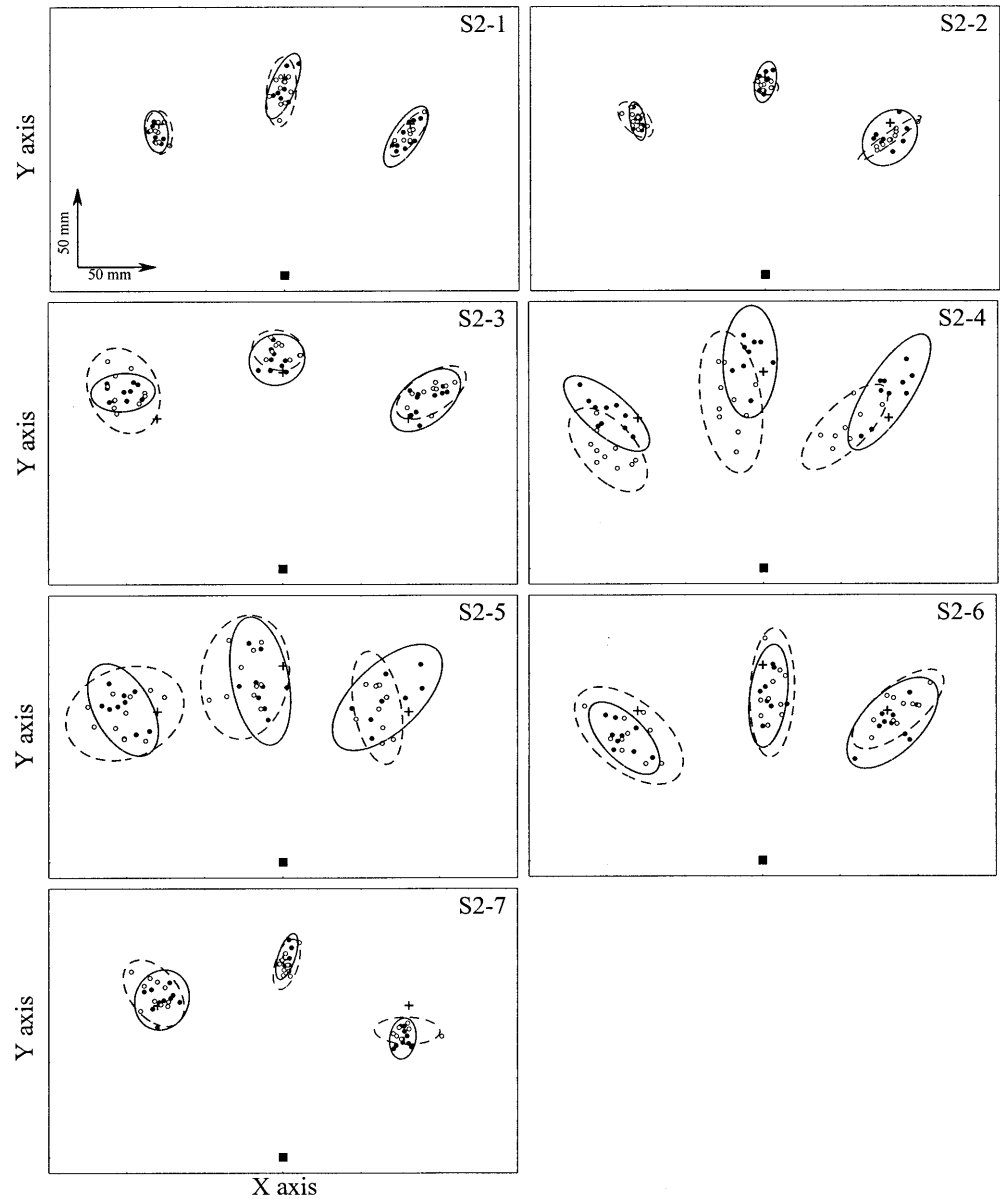 S2-1
S2-2
Y axis
50 mm
50 mm
S2-3
S2-4
Y axis
S2-5
S2-6
Y axis
S2-7
Y axis
X axis